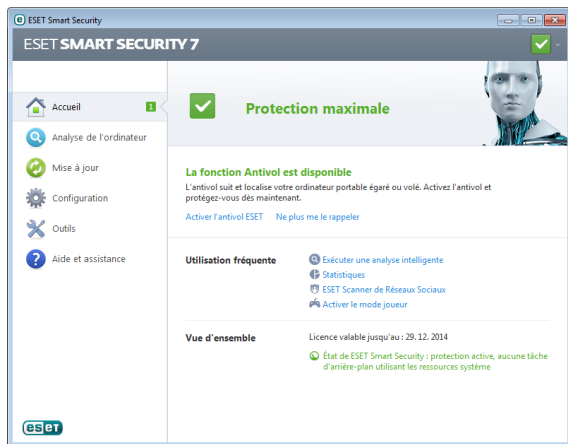 ESET Smart Security
ESET SMART SECURITY 7
Accueil 1
Analyse de l'ordinateur
Mise à jour
Configuration
Outils
Aide et assistance
eseT
Protection maximale
La fonction Antivol est disponible
L'antivol suit et localise votre ordinateur portable égaré ou volé. Activez l'antivol et
protégez-vous dès maintenant.
Activer l'antivol ESET Ne plus me le rappeler
Utilisation fréquente
Exécuter une analyse intelligente
Statistiques
ESET Scanner de Réseaux Sociaux
Activer le mode joueur
Vue d'ensemble
Licence valable jusqu'au : 29. 12. 2014
État de ESET Smart Security : protection active, aucune tâche
d'arrière-plan utilisant les ressources système